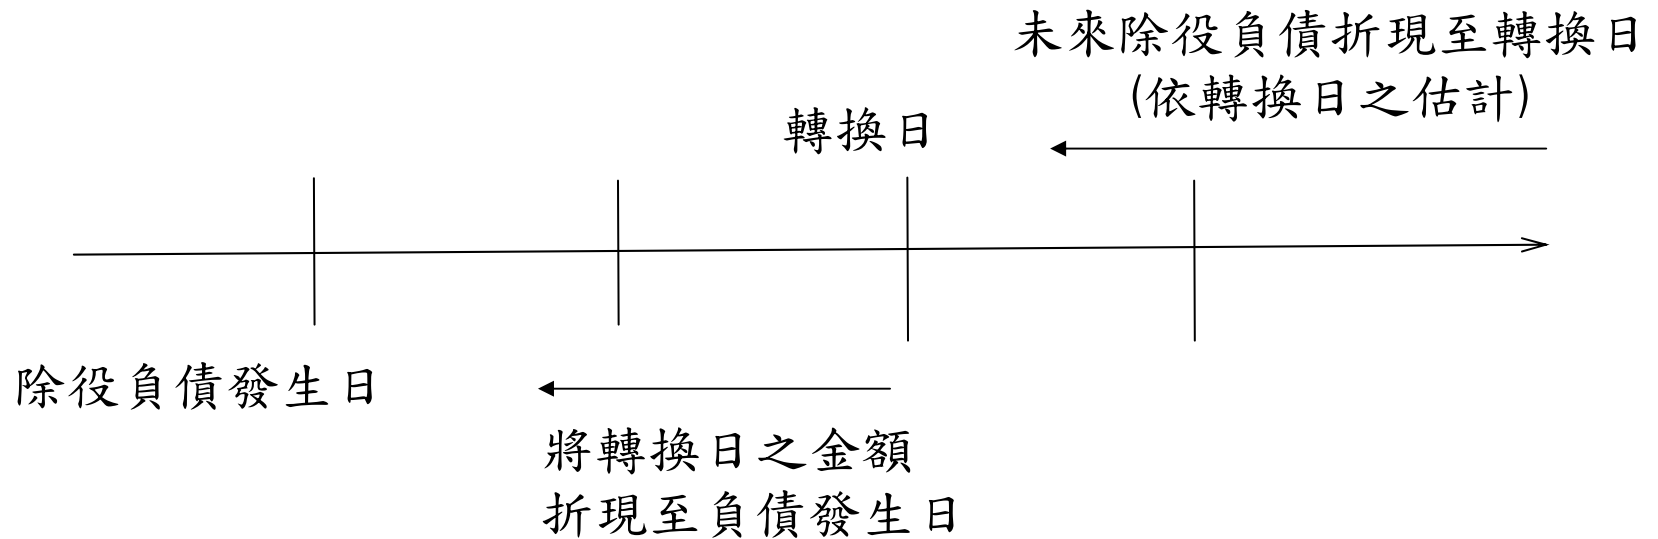 未來除役負債折現至轉換日
(依轉換日之估計)
轉換日
除役負債發生日
將轉換日之金額
折現至負債發生日